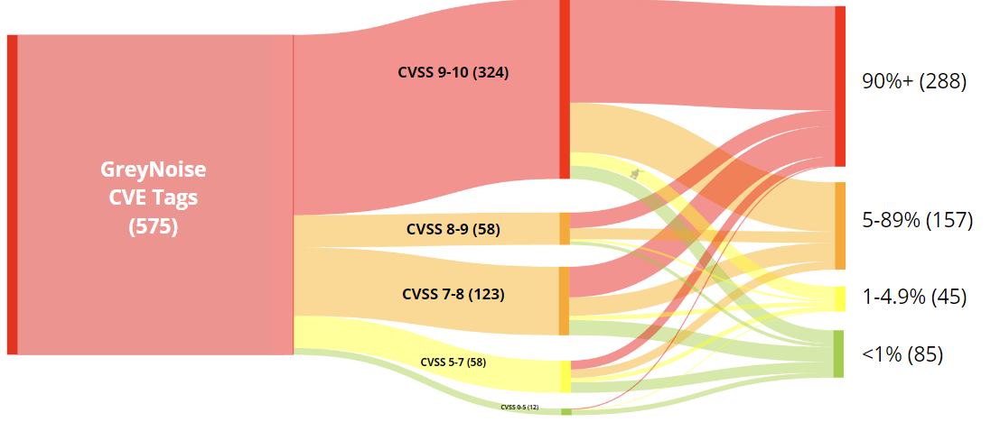 GreyNoise
CVE Tags
(575)
CVSS 9-10 (324)
CVSS 8-9 (58)
CVSS 7-8 (123)
CVSS 5-7 (58)
CVSS 0-5 (12)
90%+ (288)
5-89% (157)
1-4.9% (45)
<1% (85)